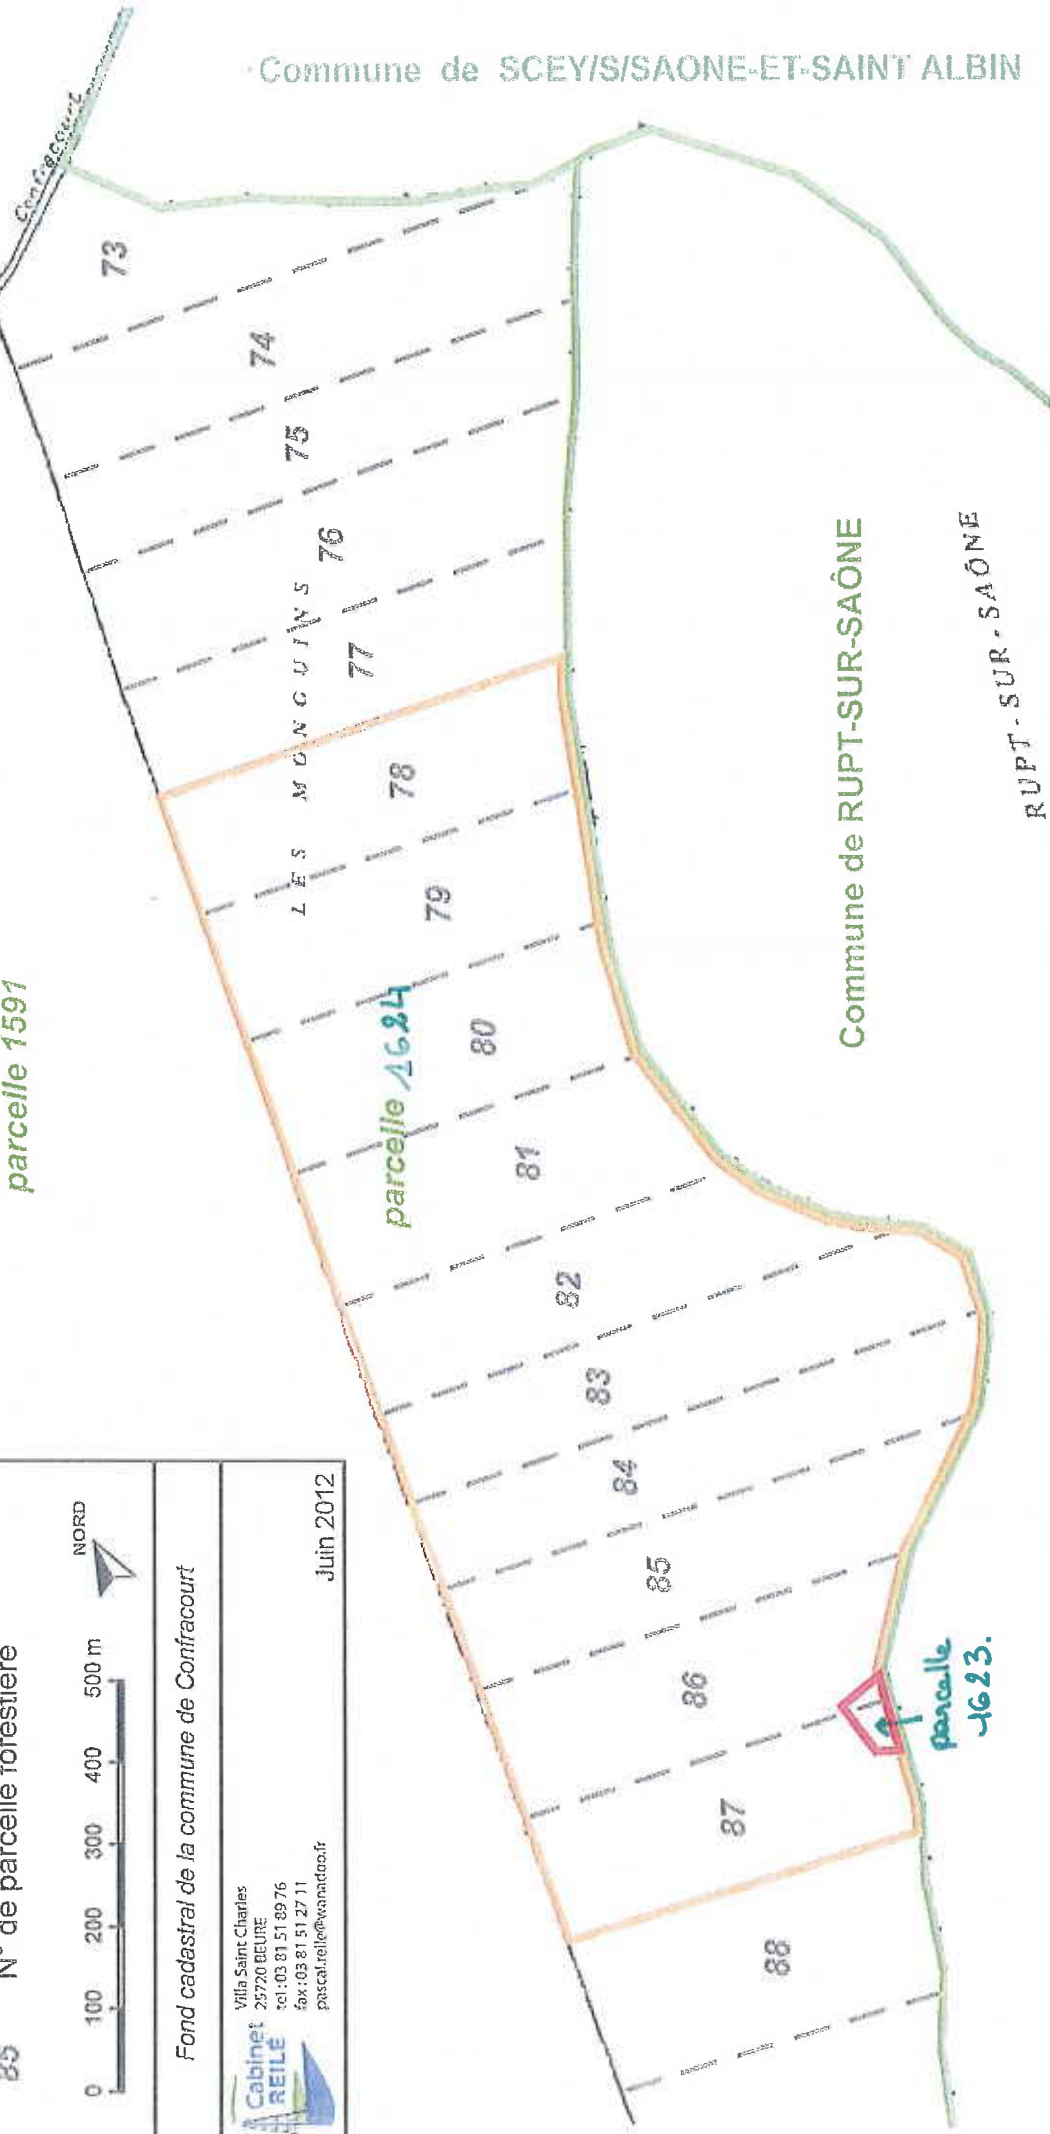 Commune de SCEY/S/SAONE-ET-SAINT ALBIN
Confracourt
parcelle 1591
73
74
75
76
77
LES MONCUINS
78
79
parcelle 1624
80
81
82
83
84
85
86
87
88
parcelle
1623.
Commune de RUPT-SUR-SAÔNE
RUPT-SUR-SAÔNE
85 N° de parcelle forestière
0 100 200 300 400 500 m
NORD
Fond cadastral de la commune de Confracourt
Cabinet
REILÉ
Villa Saint Charles
25720 BEURE
tel : 03 81 51 89 76
fax : 03 81 51 27 11
pascal.reile@wanadoo.fr
Juin 2012